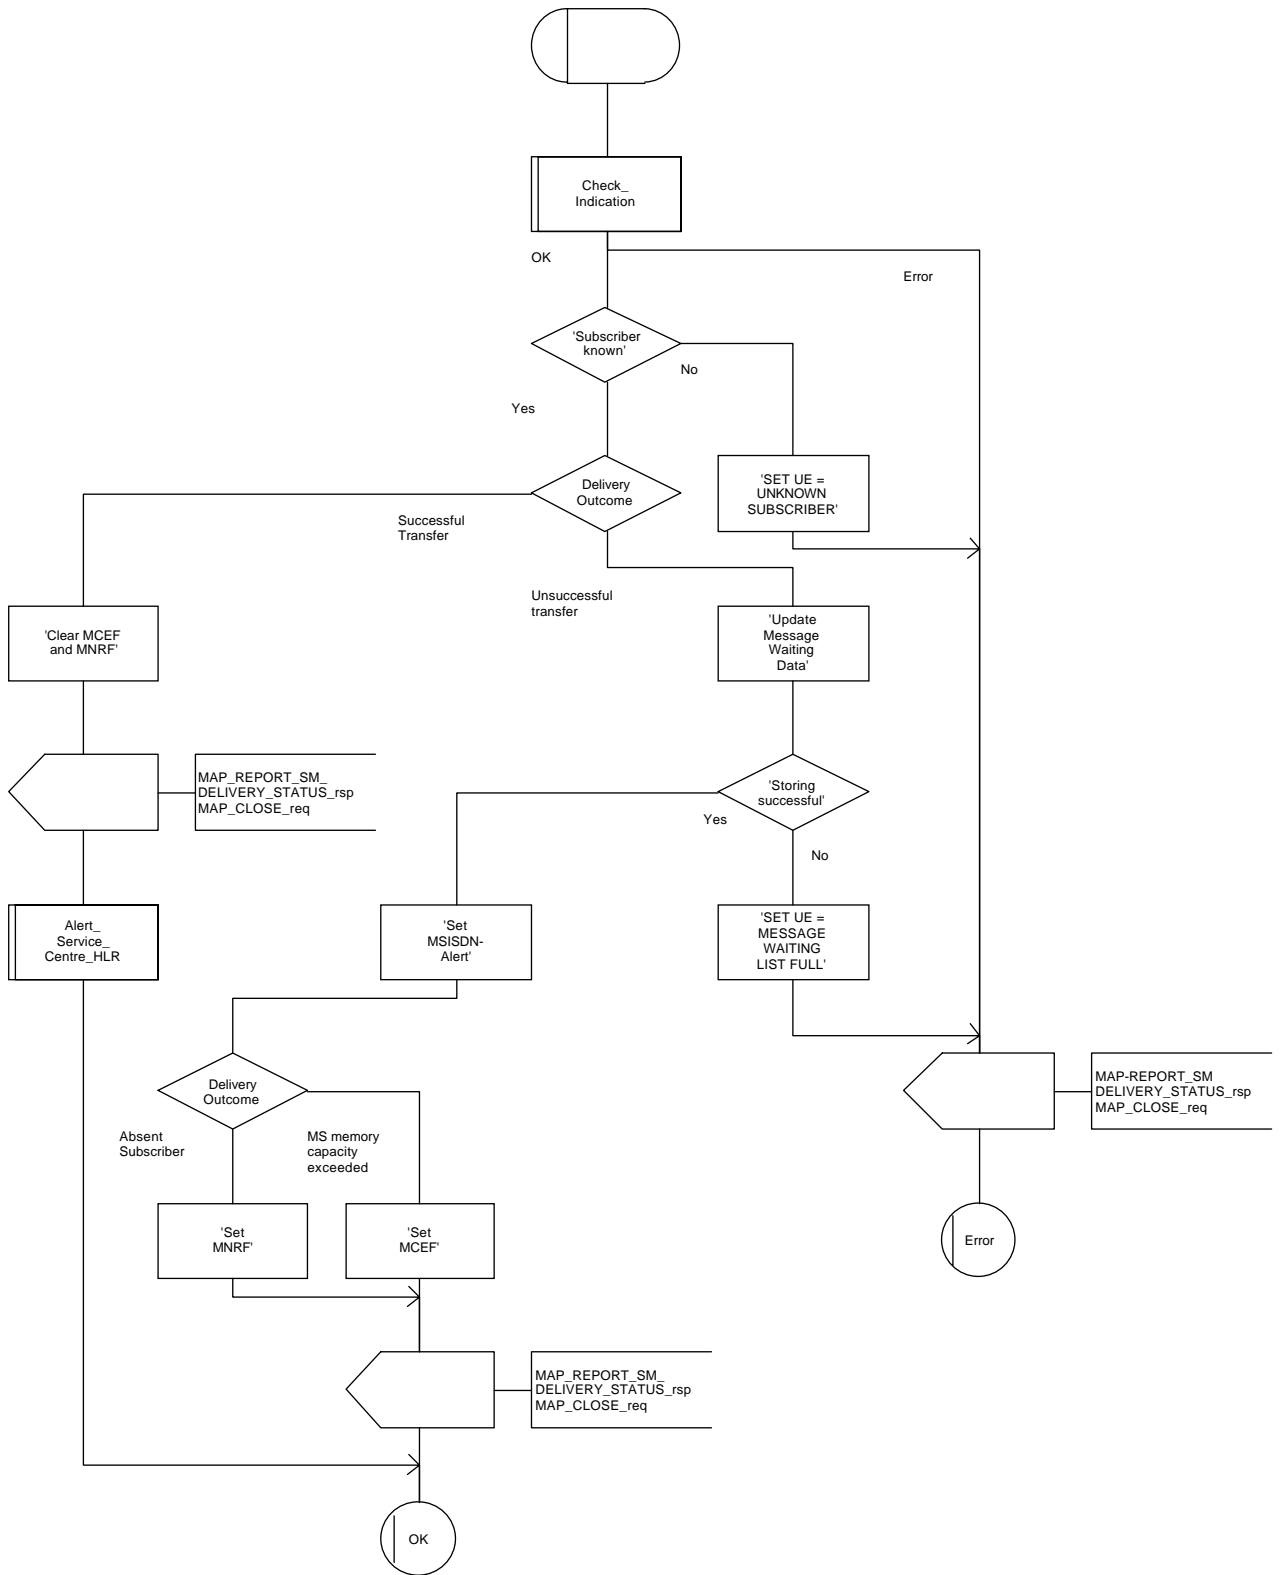 Check_
Indication
OK
Error
'Subscriber
known'
No
Yes
Delivery
Outcome
'SET UE =
UNKNOWN
SUBSCRIBER'
Successful
Transfer
Unsuccessful
transfer
'Clear MCEF
and MNRF'
'Update
Message
Waiting
Data'
MAP_REPORT_SM_
DELIVERY_STATUS_rsp
MAP_CLOSE_req
'Storing
successful'
Yes
No
Alert_
Service_
Centre_HLR
'Set
MSISDN-
Alert'
'SET UE =
MESSAGE
WAITING
LIST FULL'
Delivery
Outcome
MAP-REPORT_SM
DELIVERY_STATUS_rsp
MAP_CLOSE_req
Absent
Subscriber
MS memory
capacity
exceeded
'Set
MNRF'
'Set
MCEF'
Error
MAP_REPORT_SM_
DELIVERY_STATUS_rsp
MAP_CLOSE_req
OK